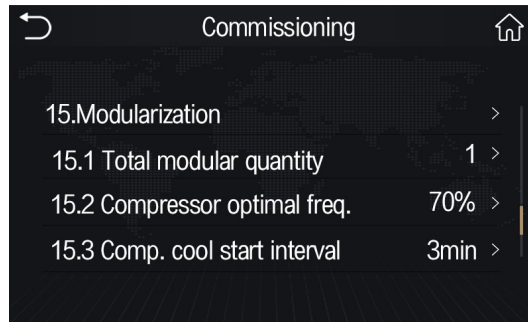 Commissioning
15.Modularization >
15.1 Total modular quantity 1 >
15.2 Compressor optimal freq. 70% >
15.3 Comp. cool start interval 3min >